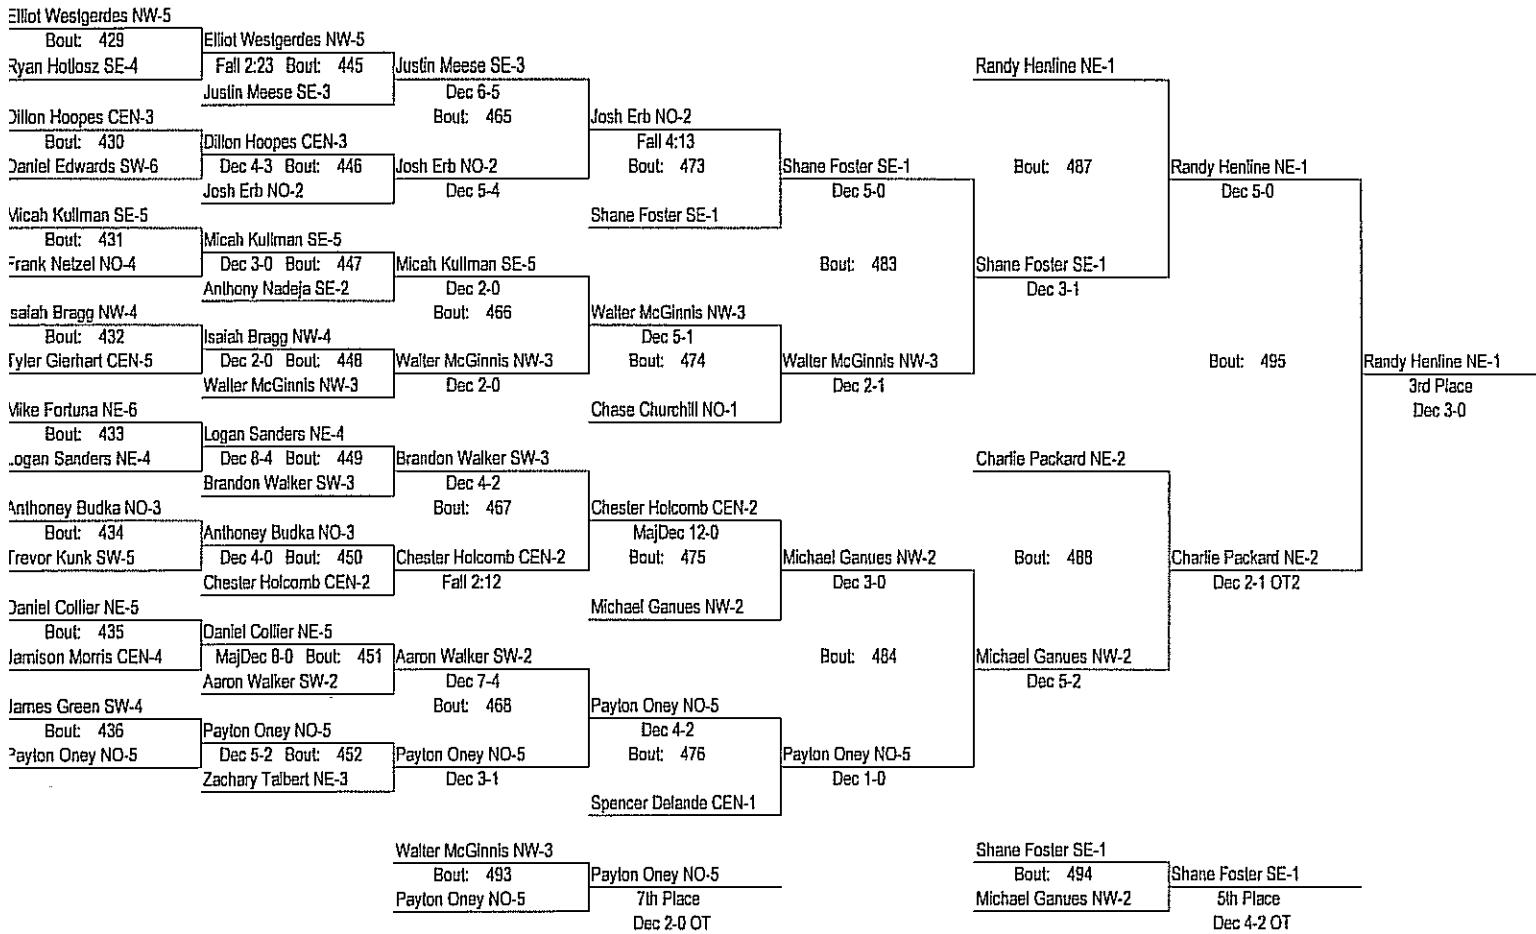 Elliot Westgerdes NW-5
Bout: 429
Ryan Hotlosz SE-4
Dillon Hoopes CEN-3
Bout: 430
Daniel Edwards SW-6
Micah Kullman SE-5
Bout: 431
Frank Netzel NO-4
Isaiah Bragg NW-4
Bout: 432
Tyler Gierhart CEN-5
Mike Fortuna NE-6
Bout: 433
Logan Sanders NE-4
Anthoney Budka NO-3
Bout: 434
Trevor Kunk SW-5
Daniel Collier NE-5
Bout: 435
Jamison Morris CEN-4
James Green SW-4
Bout: 436
Payton Oney NO-5
Elliot Westgerdes NW-5
Fall 2:23 Bout: 445
Justin Meese SE-3
Dillon Hoopes CEN-3
Dec 4-3 Bout: 446
Josh Erb NO-2
Micah Kullman SE-5
Dec 3-0 Bout: 447
Anthony Nadeja SE-2
Isaiah Bragg NW-4
Dec 2-0 Bout: 448
Walter McGinnis NW-3
Logan Sanders NE-4
Dec 8-4 Bout: 449
Brandon Walker SW-3
Anthoney Budka NO-3
Dec 4-0 Bout: 450
Chester Holcomb CEN-2
Daniel Collier NE-5
MajDec 8-0 Bout: 451
Aaron Walker SW-2
Payton Oney NO-5
Dec 5-2 Bout: 452
Zachary Talbert NE-3
Justin Meese SE-3
Dec 6-5
Bout: 465
Josh Erb NO-2
Dec 5-4
Micah Kullman SE-5
Dec 2-0
Bout: 466
Walter McGinnis NW-3
Dec 2-0
Brandon Walker SW-3
Dec 4-2
Bout: 467
Chester Holcomb CEN-2
Fall 2:12
Aaron Walker SW-2
Dec 7-4
Bout: 468
Payton Oney NO-5
Dec 3-1
Josh Erb NO-2
Fall 4:13
Bout: 473
Shane Foster SE-1
Walter McGinnis NW-3
Dec 5-1
Bout: 474
Chase Churchill NO-1
Chester Holcomb CEN-2
MajDec 12-0
Bout: 475
Michael Ganues NW-2
Payton Oney NO-5
Dec 4-2
Bout: 476
Spencer Delande CEN-1
Shane Foster SE-1
Dec 5-0
Bout: 483
Walter McGinnis NW-3
Dec 2-1
Michael Ganues NW-2
Dec 3-0
Bout: 484
Payton Oney NO-5
Dec 1-0
Randy Henline NE-1
Bout: 487
Shane Foster SE-1
Dec 3-1
Charlie Packard NE-2
Bout: 488
Michael Ganues NW-2
Dec 5-2
Randy Henline NE-1
Dec 5-0
Bout: 495
Charlie Packard NE-2
Dec 2-1 OT2
Randy Henline NE-1
3rd Place
Dec 3-0
Walter McGinnis NW-3
Bout: 493
Payton Oney NO-5
Payton Oney NO-5
7th Place
Dec 2-0 OT
Shane Foster SE-1
Bout: 494
Michael Ganues NW-2
Shane Foster SE-1
5th Place
Dec 4-2 OT